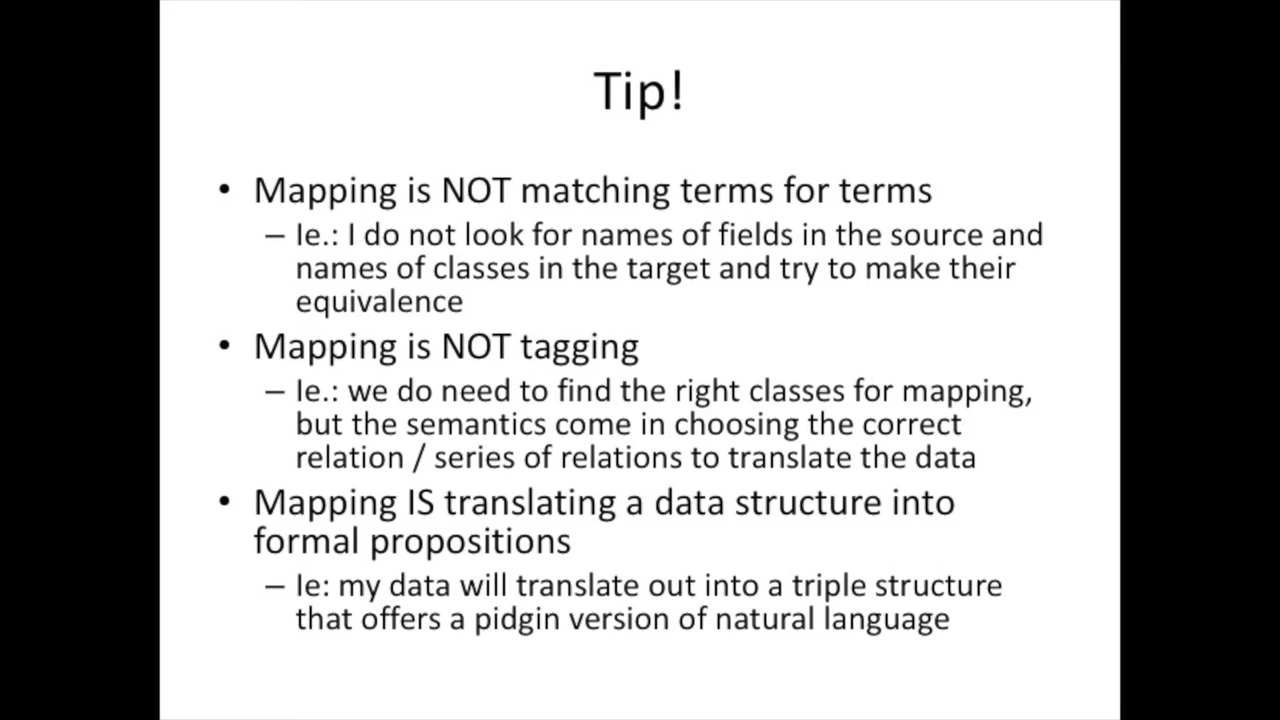 Tip!
• Mapping is NOT matching terms for terms
– Ie.: I do not look for names of fields in the source and
names of classes in the target and try to make their
equivalence
• Mapping is NOT tagging
– Ie.: we do need to find the right classes for mapping,
but the semantics come in choosing the correct
relation / series of relations to translate the data
• Mapping IS translating a data structure into
formal propositions
– Ie: my data will translate out into a triple structure
that offers a pidgin version of natural language